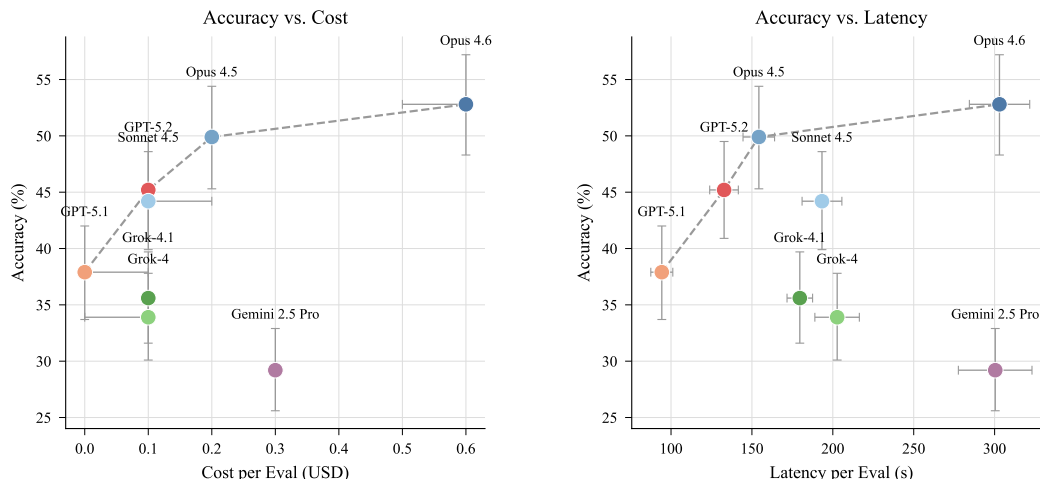 Accuracy vs. Cost
Opus 4.6
Opus 4.5
GPT-5.2
Sonnet 4.5
GPT-5.1
Grok-4.1
Grok-4
Gemini 2.5 Pro
55
50
45
40
35
30
25
Accuracy (%)
0.0 0.1 0.2 0.3 0.4 0.5 0.6
Cost per Eval (USD)
Accuracy vs. Latency
Opus 4.6
Opus 4.5
GPT-5.2
Sonnet 4.5
GPT-5.1
Grok-4.1
Grok-4
Gemini 2.5 Pro
55
50
45
40
35
30
25
Accuracy (%)
100 150 200 250 300
Latency per Eval (s)